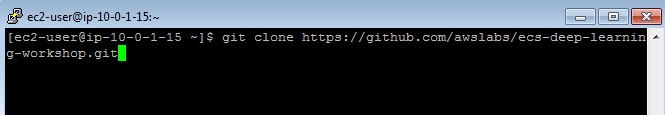 ec2-user@ip-10-0-1-15:~
[ec2-user@ip-10-0-1-15 ~]$ git clone https://github.com/awslabs/ecs-deep-learnin
g-workshop.git